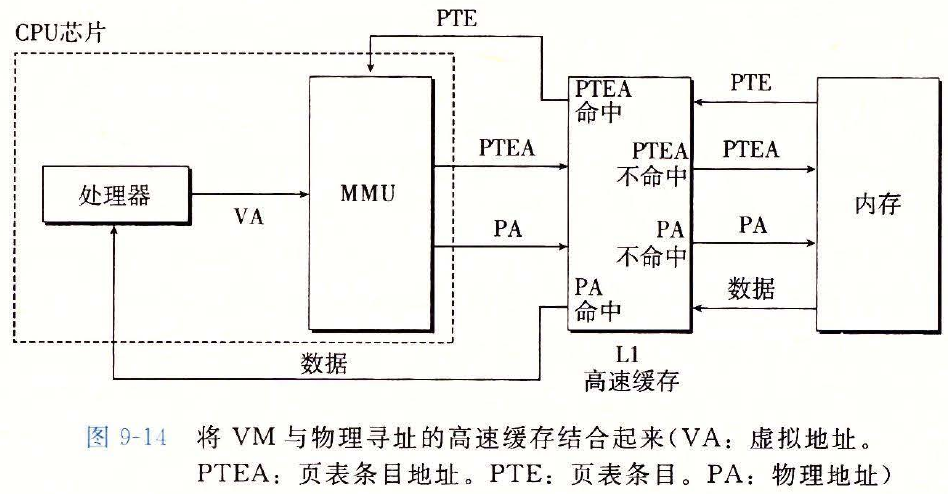 CPU芯片
PTE
处理器
VA
MMU
PTEA
PA
数据
PTEA
命中
PTEA
不命中
PA
不命中
PA
命中
L1
高速缓存
PTE
PTEA
PA
数据
内存
图 9-14 将 VM 与物理寻址的高速缓存结合起来(VA：虚拟地址。
PTEA：页表条目地址。PTE：页表条目。PA：物理地址)